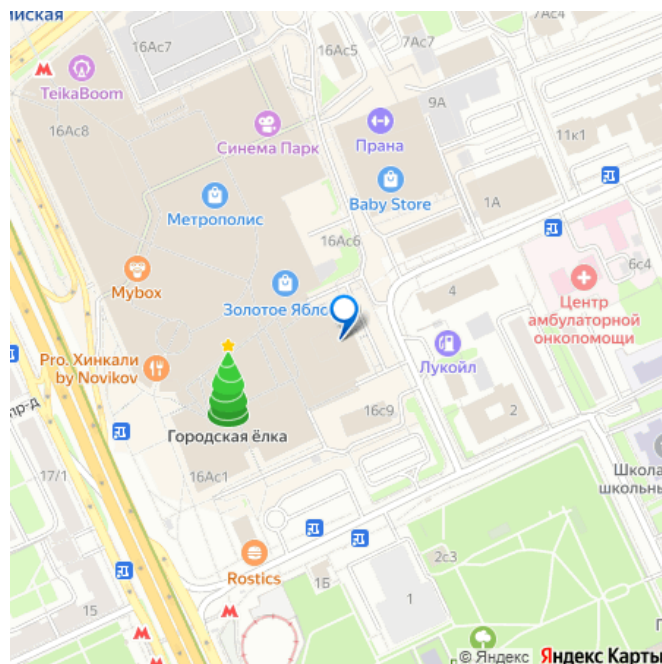 йская
TeikaBoom
16Ас7
16Ас5
7Ас7
7Ас4
9А
11к1
16Ас8
Синема Парк
Прана
Метрополис
Baby Store
1А
16Ас6
6с4
Mybox
Золотое Ябло
4
Центр
амбулаторной
онкопомощи
Pro. Хинкали
by Novikov
Лукойл
пр-д
16с9
2
Городская ёлка
16Ас1
17/1
Школа
школьны
Rostics
1Б
2с3
1
15
© Яндекс Яндекс Карты